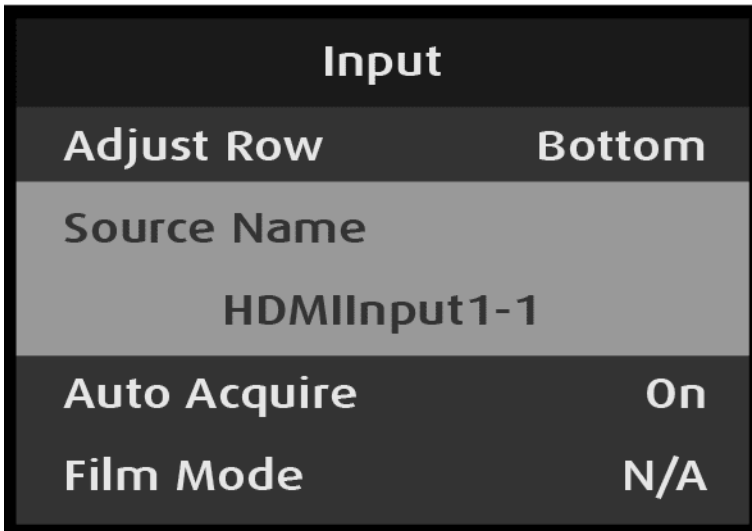 Input
Adjust Row Bottom
Source Name
HDMIInput1-1
Auto Acquire On
Film Mode N/A